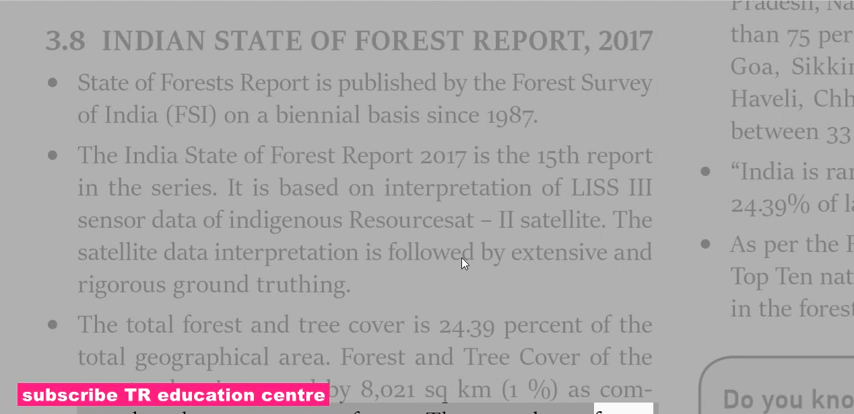 3.8 INDIAN STATE OF FOREST REPORT, 2017
• State of Forests Report is published by the Forest Survey
of India (FSI) on a biennial basis since 1987.
• The India State of Forest Report 2017 is the 15th report
in the series. It is based on interpretation of LISS III
sensor data of indigenous Resourcesat – II satellite. The
satellite data interpretation is followed by extensive and
rigorous ground truthing.
• The total forest and tree cover is 24.39 percent of the
total geographical area. Forest and Tree Cover of the
by 8,021 sq km (1 %) as com-
subscribe TR education centre
Pradesh, Na
than 75 per
Goa, Sikki
Haveli, Chh
between 33
• “India is ra
24.39% of l
• As per the F
Top Ten nat
in the forest
Do you kno